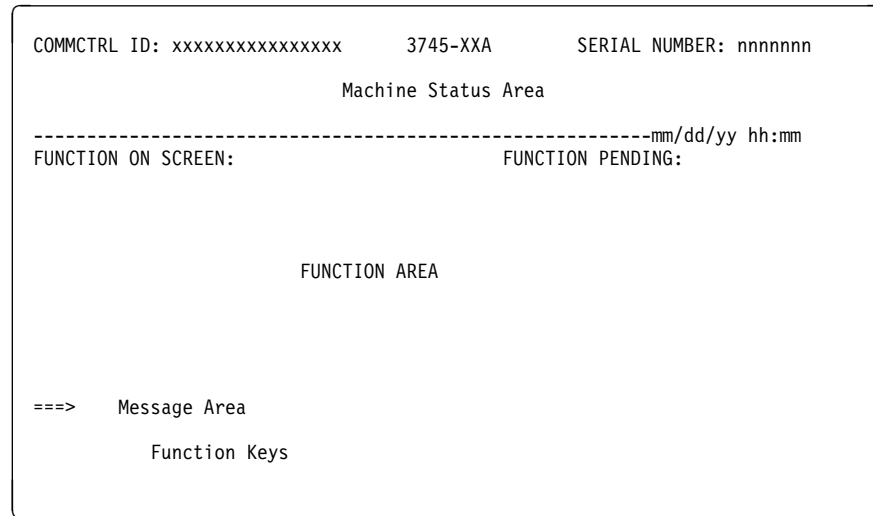 COMMCTRL ID: xxxxxxxxxxxxxxxx 3745-XXA SERIAL NUMBER: nnnnnnn
Machine Status Area
-------------------------------------------------------------mm/dd/yy hh:mm
FUNCTION ON SCREEN: FUNCTION PENDING:
FUNCTION AREA
===> Message Area
Function Keys